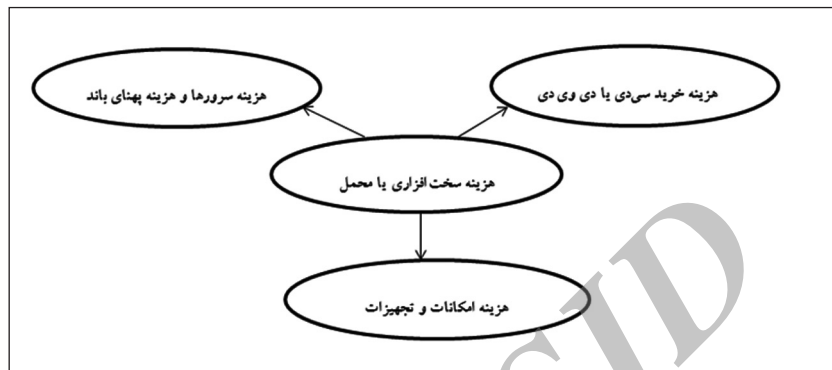 هزینه خرید سی‌دی یا دی وی دی
هزینه سرورها و هزینه پهنای باند
هزینه سخت افزاری یا محمل
هزینه امکانات و تجهیزات
SID